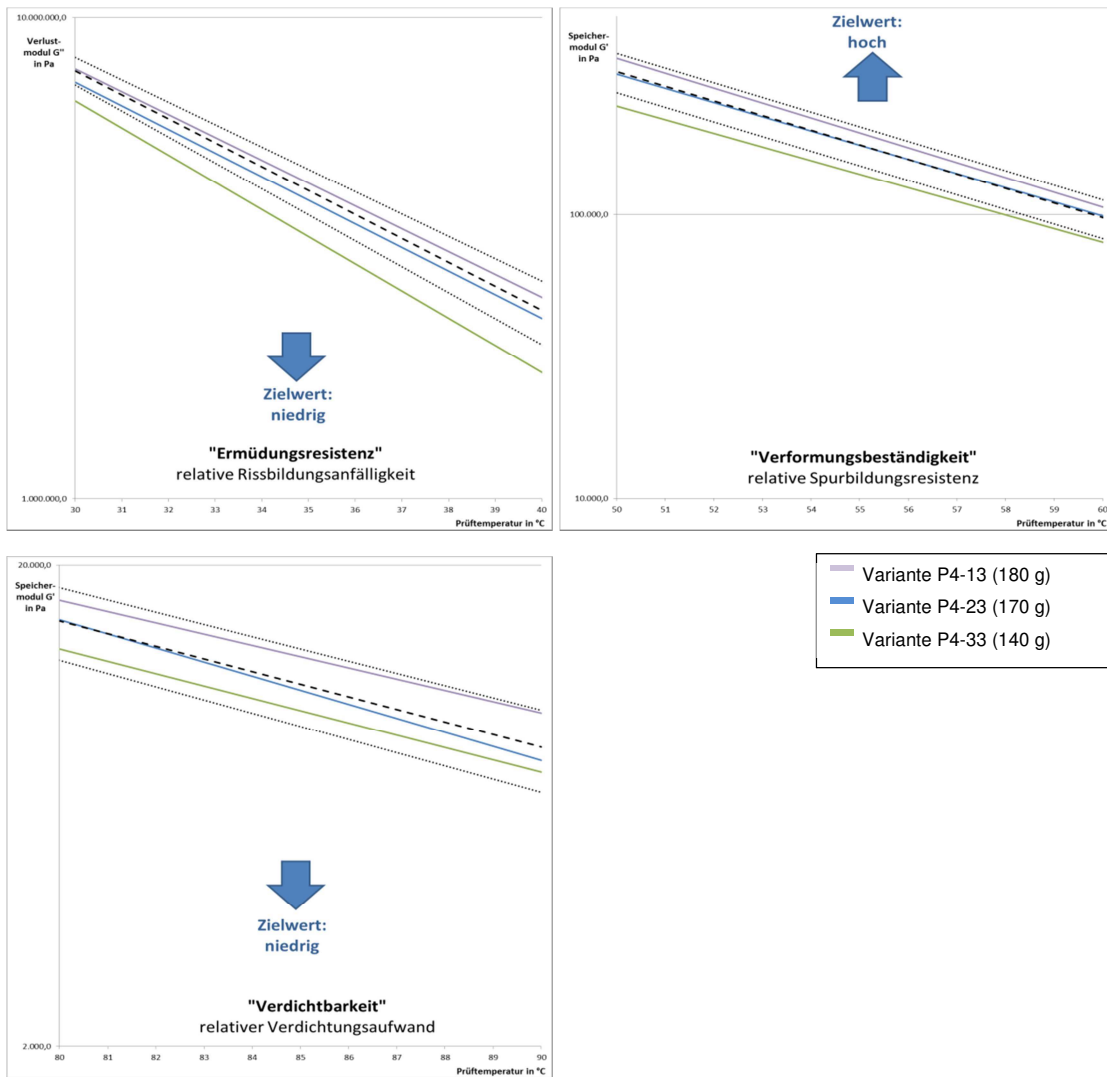 10.000.000,0
Verlust-
modul G''
in Pa
Zielwert:
niedrig
"Ermüdungsresistenz"
relative Rissbildungsanfälligkeit
1.000.000,0
30 31 32 33 34 35 36 37 38 39 40
Prüftemperatur in °C
Speicher-
modul G'
in Pa
Zielwert:
hoch
100.000,0
"Verformungsbeständigkeit"
relative Spurbildungsresistenz
10.000,0
50 51 52 53 54 55 56 57 58 59 60
Prüftemperatur in °C
20.000,0
Speicher-
modul G'
in Pa
Zielwert:
niedrig
"Verdichtbarkeit"
relativer Verdichtungsaufwand
2.000,0
80 81 82 83 84 85 86 87 88 89 90
Prüftemperatur in °C
Variante P4-13 (180 g)
Variante P4-23 (170 g)
Variante P4-33 (140 g)